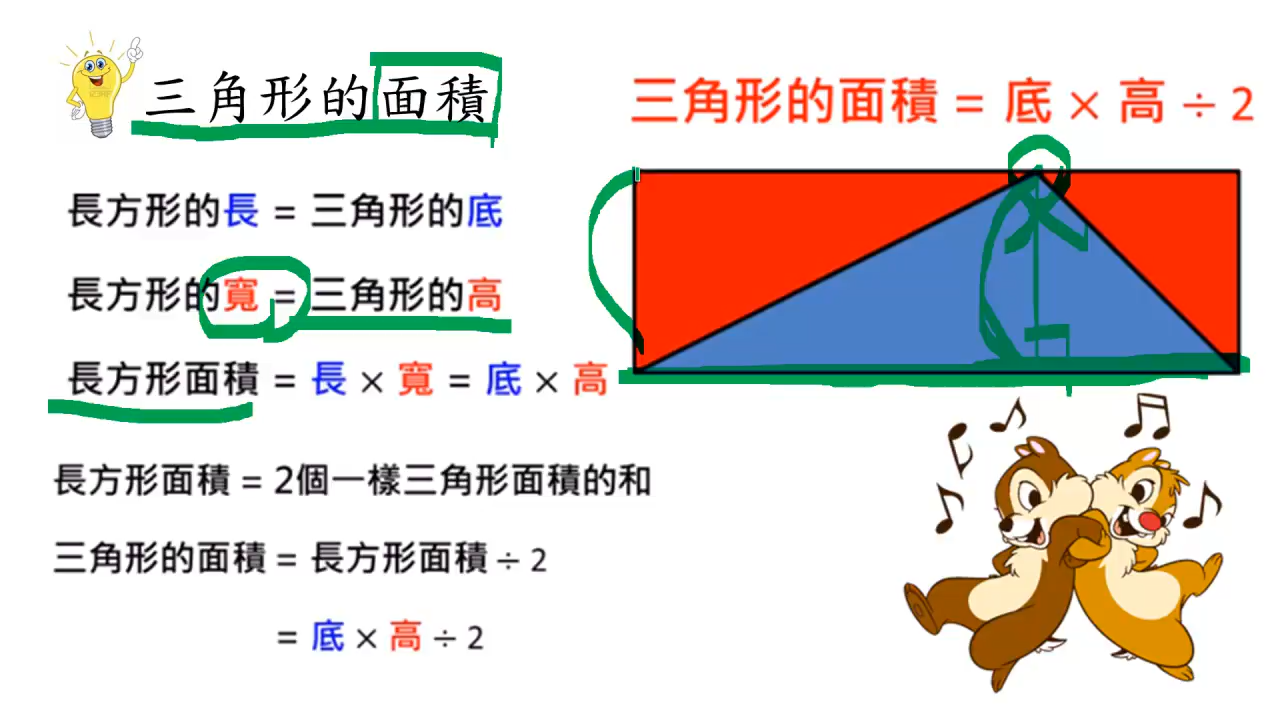 三角形的面積
三角形的面積 = 底 × 高 ÷ 2
長方形的長 = 三角形的底
長方形的寬 = 三角形的高
長方形面積 = 長 × 寬 = 底 × 高
長方形面積 = 2個一樣三角形面積的和
三角形的面積 = 長方形面積 ÷ 2
= 底 × 高 ÷ 2